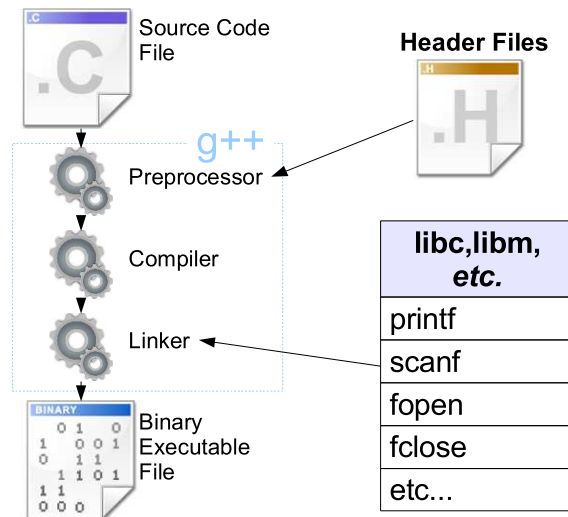 .C
Source Code
File
.C
Header Files
.H
.H
g++
Preprocessor
Compiler
Linker
libc,libm,
etc.
printf
scanf
fopen
fclose
etc...
BINARY
0 1 0
1 0 0 1
0 1 1
1 1 0 1
1 1
0 0 0
Binary
Executable
File